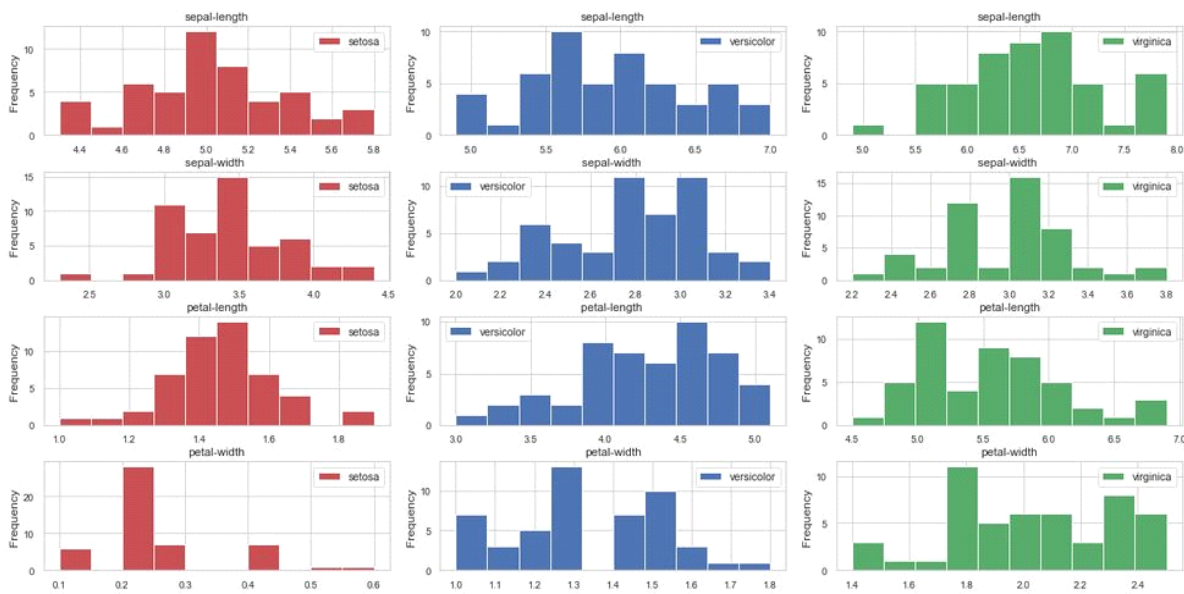 sepal-length sepal-length sepal-length
Frequency 10 5 0 setosa 4.4 4.6 4.8 5.0 5.2 5.4 5.6 5.8
Frequency 10 5 0 versicolor 5.0 5.5 6.0 6.5 7.0
Frequency 10 5 0 virginica 5.0 5.5 6.0 6.5 7.0 7.5 8.0
sepal-width sepal-width sepal-width
Frequency 15 10 5 0 setosa 2.5 3.0 3.5 4.0 4.5
Frequency 10 5 0 versicolor 2.0 2.2 2.4 2.6 2.8 3.0 3.2 3.4
Frequency 15 10 5 0 virginica 2.2 2.4 2.6 2.8 3.0 3.2 3.4 3.6 3.8
petal-length petal-length petal-length
Frequency 10 5 0 setosa 1.0 1.2 1.4 1.6 1.8
Frequency 10 5 0 versicolor 3.0 3.5 4.0 4.5 5.0
Frequency 10 5 0 virginica 4.5 5.0 5.5 6.0 6.5 7.0
petal-width petal-width petal-width
Frequency 20 10 0 setosa 0.1 0.2 0.3 0.4 0.5 0.6
Frequency 10 5 0 versicolor 1.0 1.1 1.2 1.3 1.4 1.5 1.6 1.7 1.8
Frequency 10 5 0 virginica 1.4 1.6 1.8 2.0 2.2 2.4